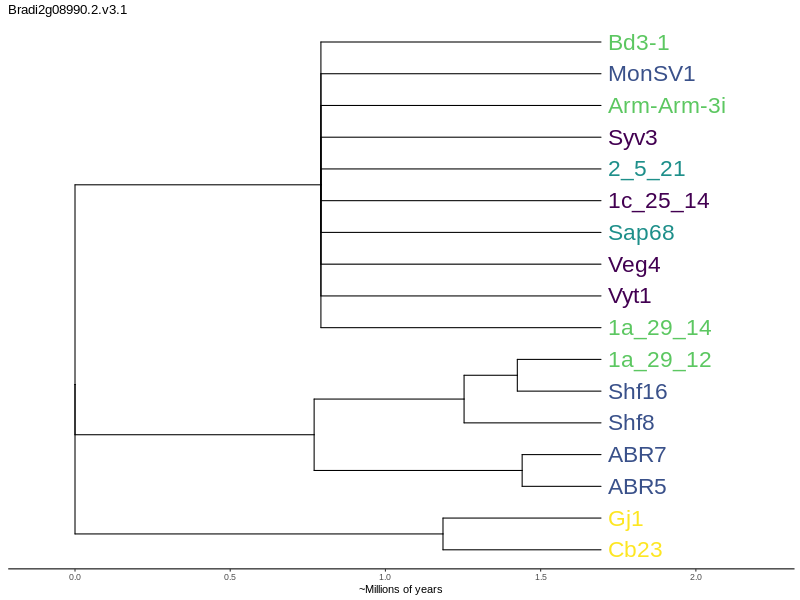 Bradi2g08990.2.v3.1
Bd3-1
MonSV1
Arm-Arm-3i
Syv3
2_5_21
1c_25_14
Sap68
Veg4
Vyt1
1a_29_14
1a_29_12
Shf16
Shf8
ABR7
ABR5
Gj1
Cb23
0.0 0.5 1.0 1.5 2.0
~Millions of years